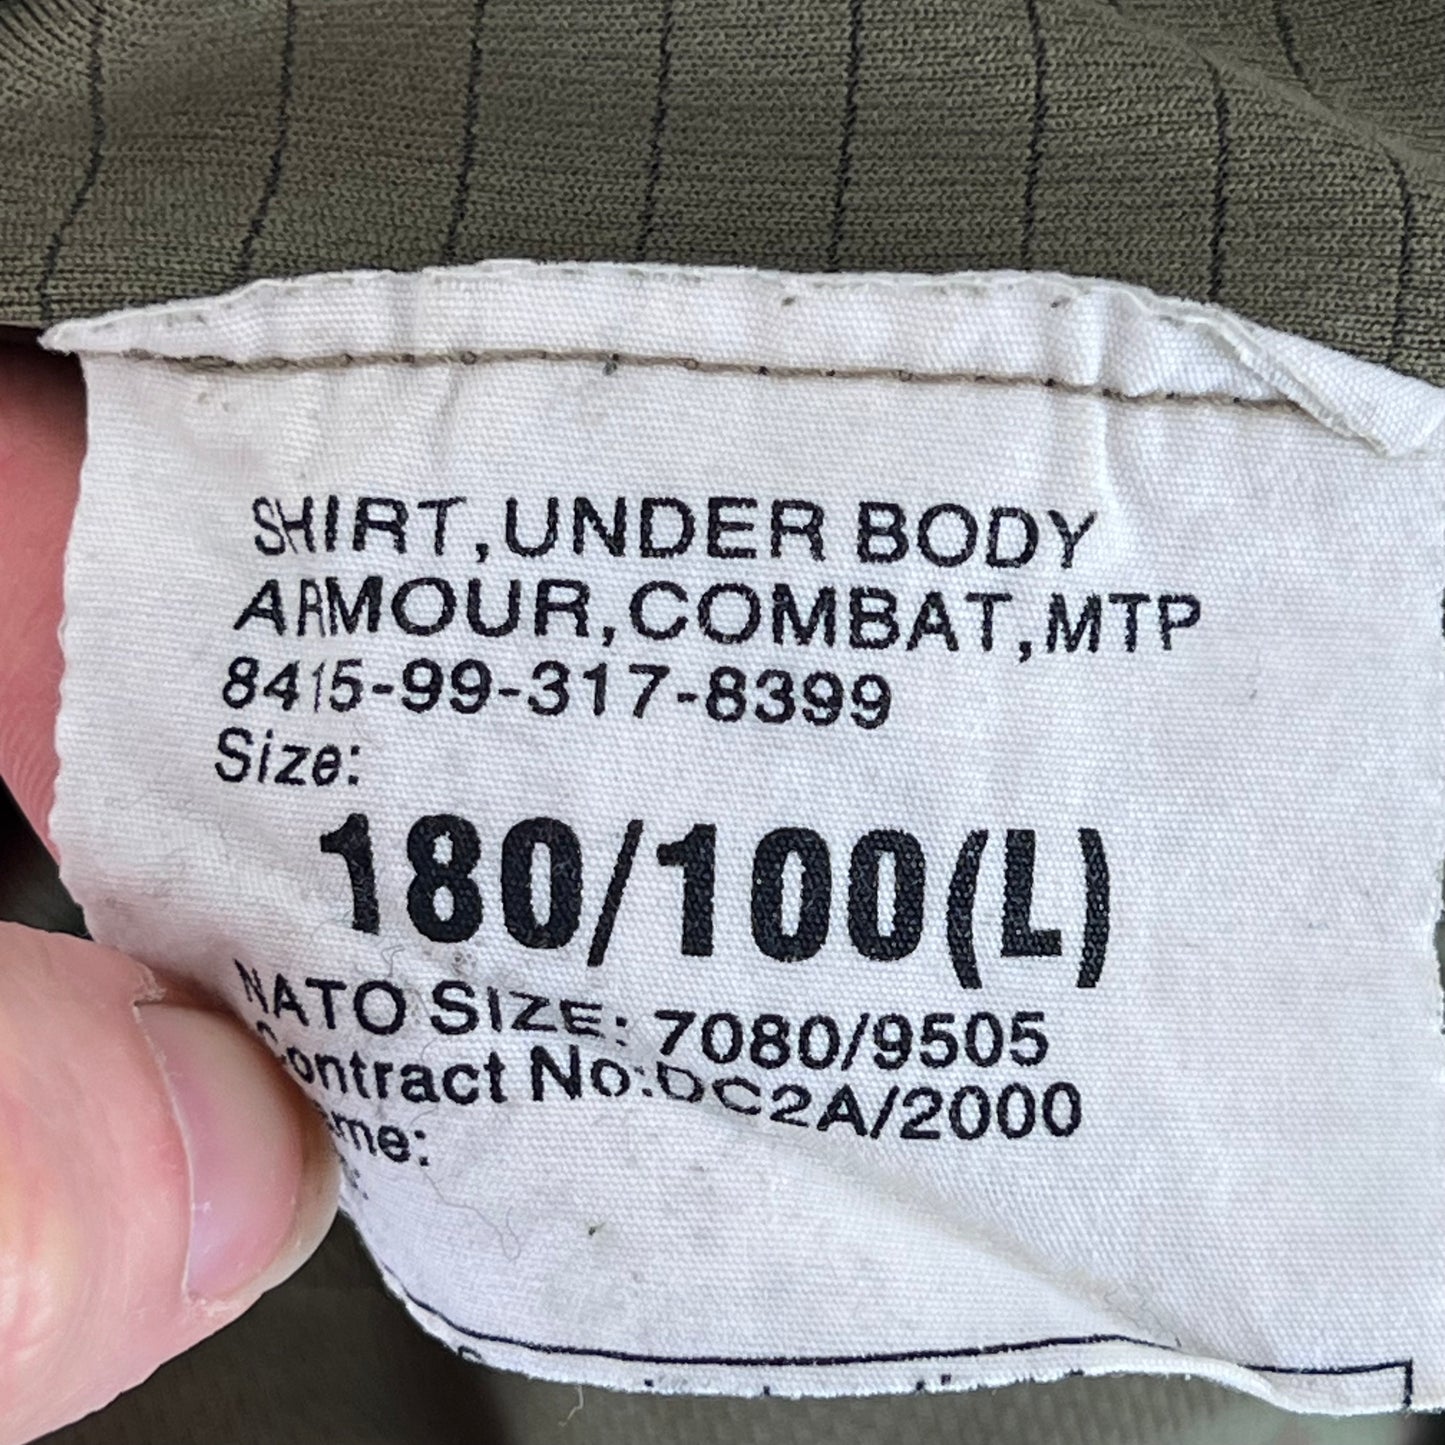 SHIRT,UNDER BODY
ARMOUR,COMBAT,MTP
8415-99-317-8399
Size:
180/100(L)
NATO SIZE: 7080/9505
Contract No:DC2A/2000